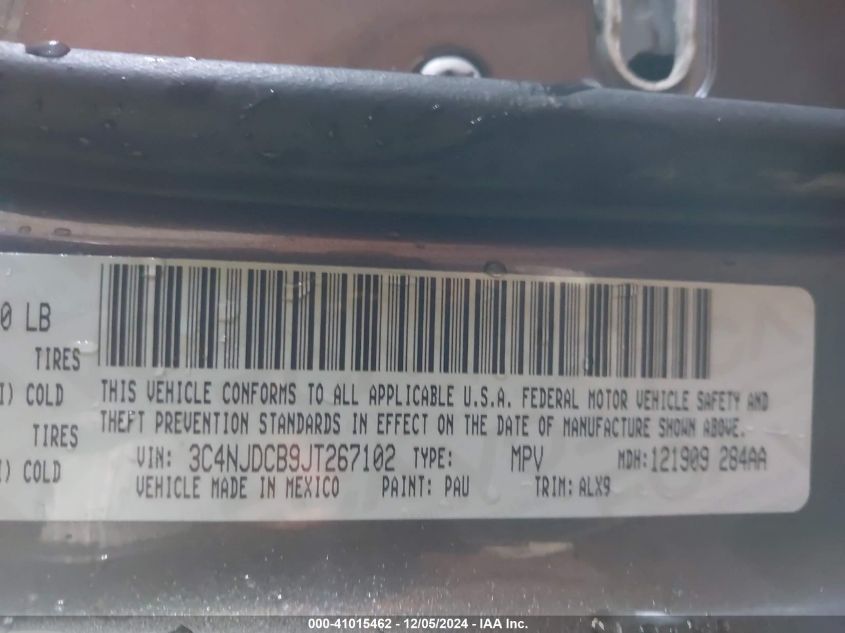 0 LB
TIRES
I) COLD
TIRES
) COLD
THIS VEHICLE CONFORMS TO ALL APPLICABLE U.S.A. FEDERAL MOTOR VEHICLE SAFETY AND
THEFT PREVENTION STANDARDS IN EFFECT ON THE DATE OF MANUFACTURE SHOWN ABOVE.
VIN: 3C4NJDCB9JT267102 TYPE: MPV MDH:121909 284AA
VEHICLE MADE IN MEXICO PAINT: PAU TRIM: ALX9
000-41015462 - 12/05/2024 - IAA Inc.